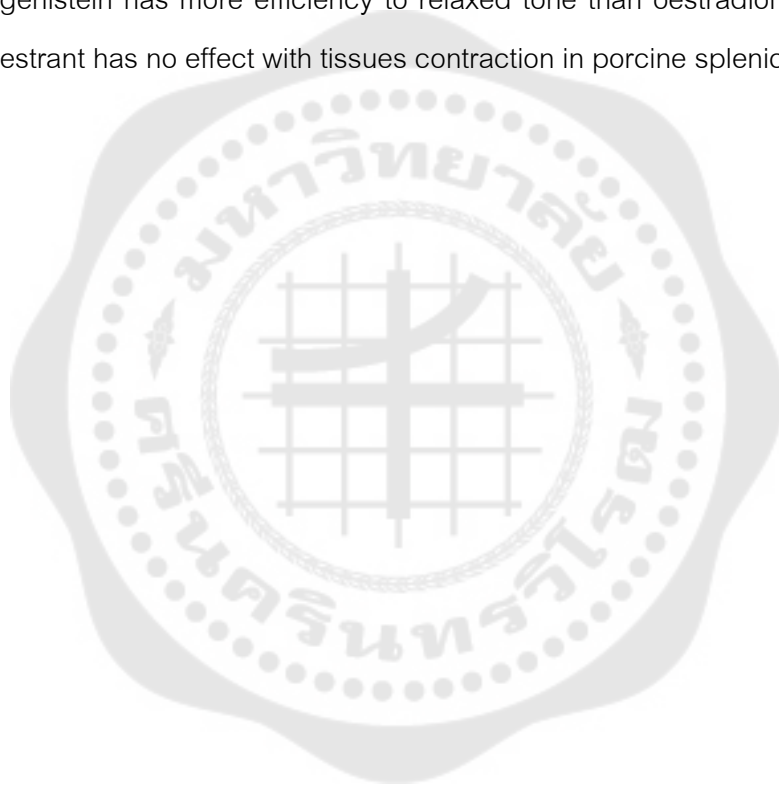 genistein has more efficiency to relaxed tone than oestradiol
estrant has no effect with tissues contraction in porcine splenic
มหาวิทยาลัย
ศรีนครินทรวิโรฒ